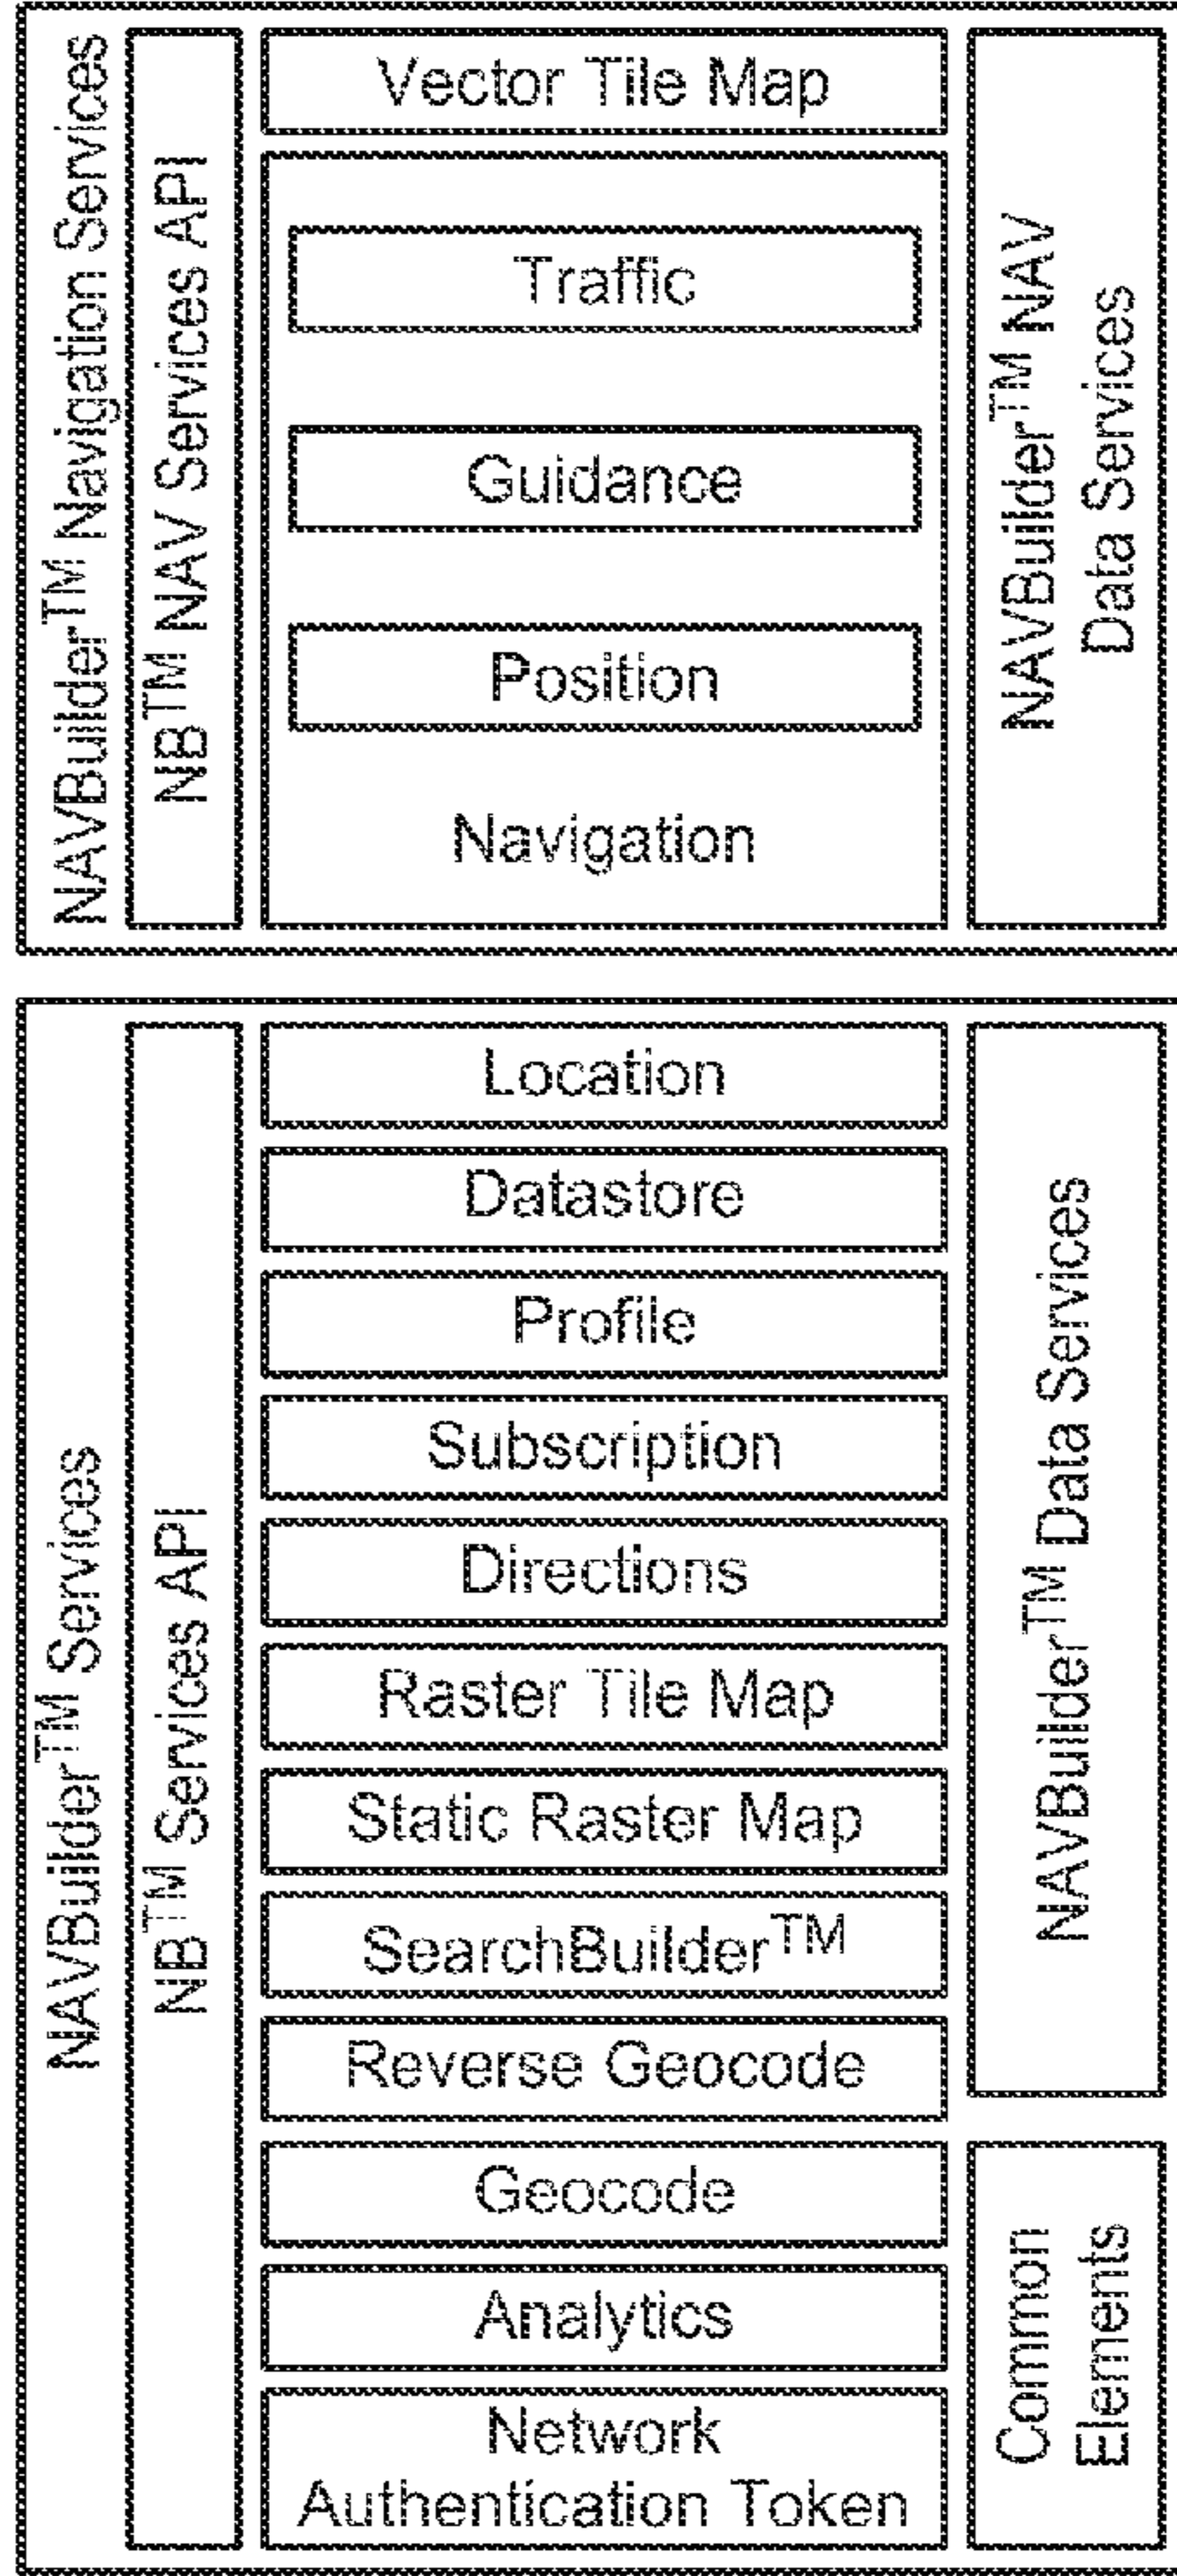 NAVBuilder™ Navigation Services
NB™ NAV Services API
Vector Tile Map
Traffic
Guidance
Position
Navigation
NAVBuilder™ NAV
Data Services
NAVBuilder™ Services
NB™ Services API
Location
Datastore
Profile
Subscription
Directions
Raster Tile Map
Static Raster Map
SearchBuilder™
Reverse Geocode
Geocode
Analytics
Network
Authentication Token
NAVBuilder™ Data Services
Common
Elements